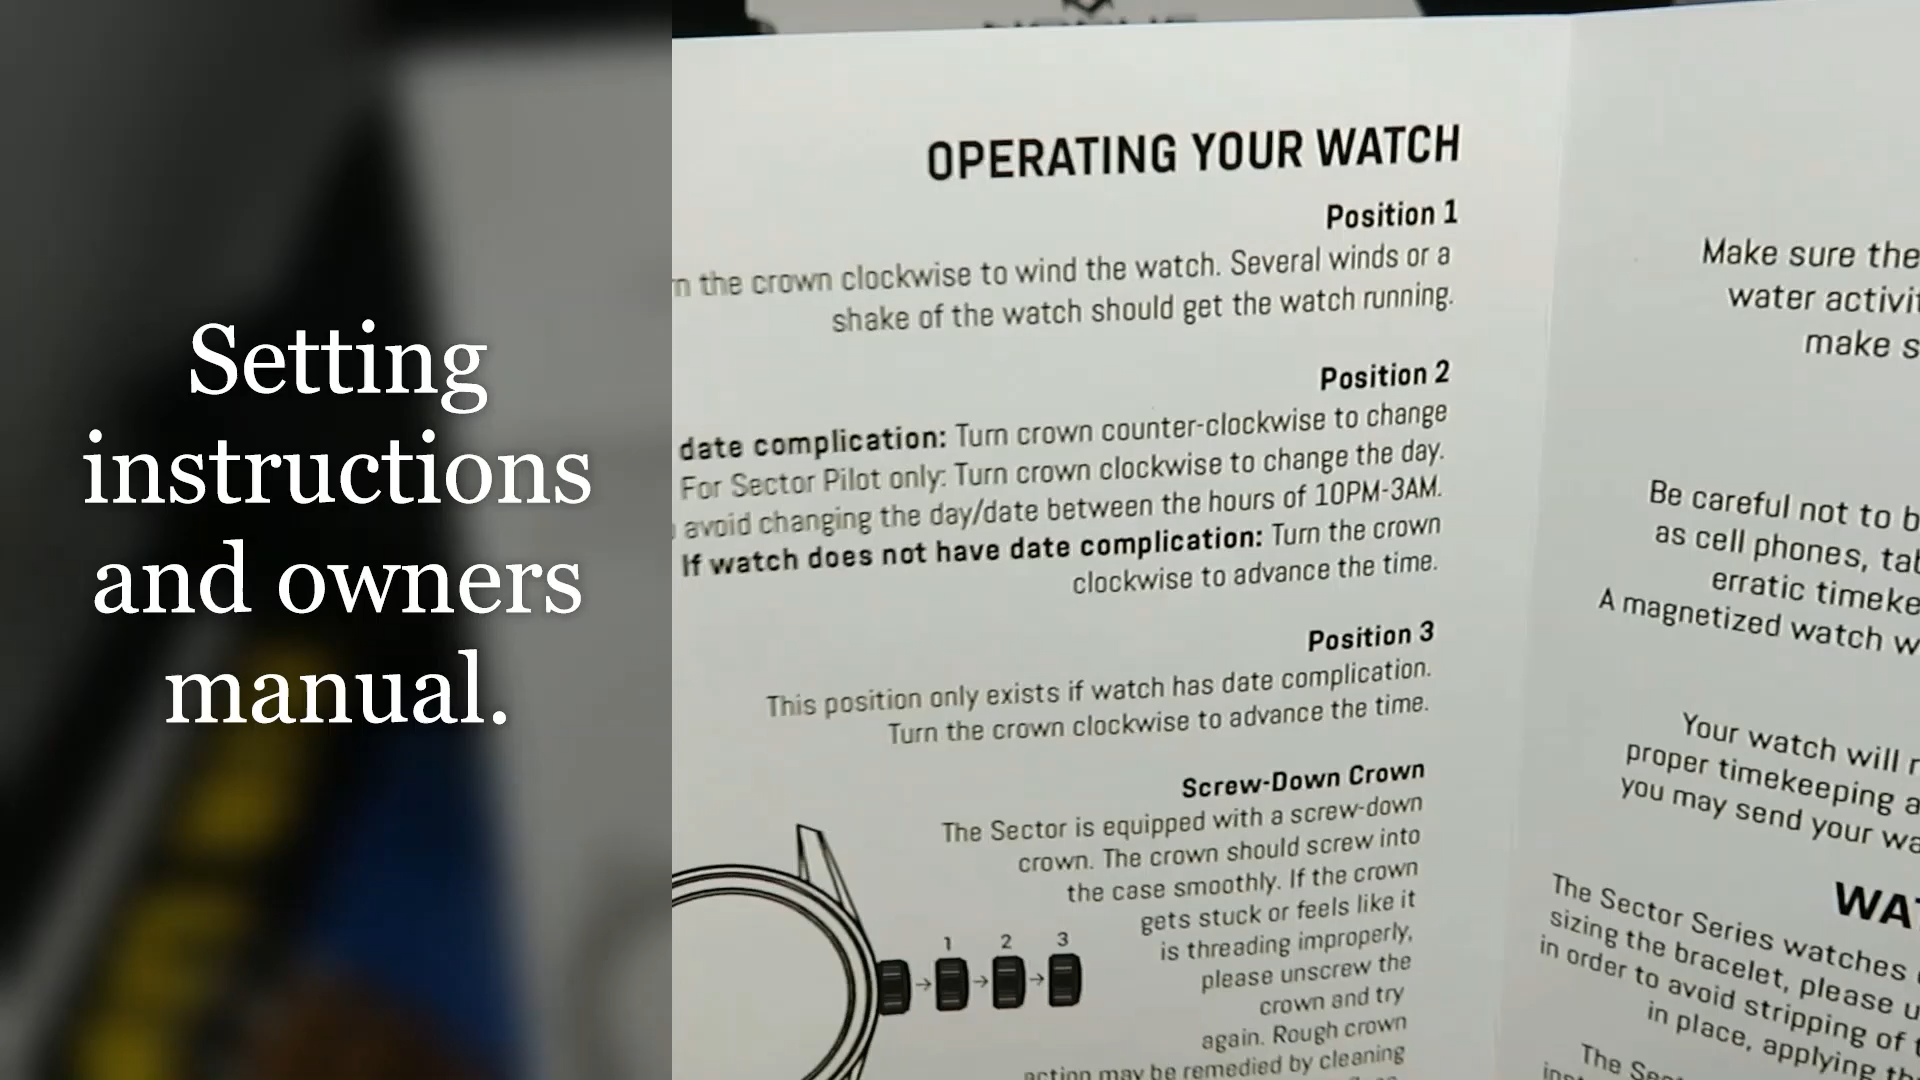 Setting
instructions
and owners
manual.
OPERATING YOUR WATCH
Position 1
the crown clockwise to wind the watch. Several winds or a
shake of the watch should get the watch running.
Position 2
date complication: Turn crown counter-clockwise to change
For Sector Pilot only: Turn crown clockwise to change the day.
avoid changing the day/date between the hours of 10PM-3AM.
If watch does not have date complication: Turn the crown
clockwise to advance the time.
Position 3
This position only exists if watch has date complication.
Turn the crown clockwise to advance the time.
Screw-Down Crown
The Sector is equipped with a screw-down
crown. The crown should screw into
the case smoothly. If the crown
gets stuck or feels like it
is threading improperly,
please unscrew the
crown and try
again. Rough crown
action may be remedied by cleaning
1 2 3
Make sure the
water
make
Be careful not to
as cell phones,
erratic
A magnetized watch
Your watch will
proper timekeeping
you may send your
The Sector Series watches
sizing the bracelet, please
in order to avoid stripping of
in place, applying
The